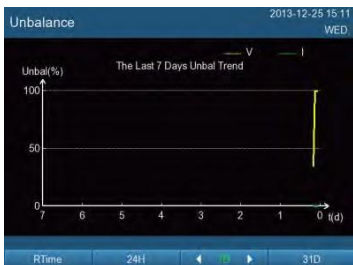 Unbalance
2013-12-25 15:11
WED
V
I
Unbal(%)
The Last 7 Days Unbal Trend
100
50
0
7 6 5 4 3 2 1 0 t(d)
RTime 24H 7D 31D